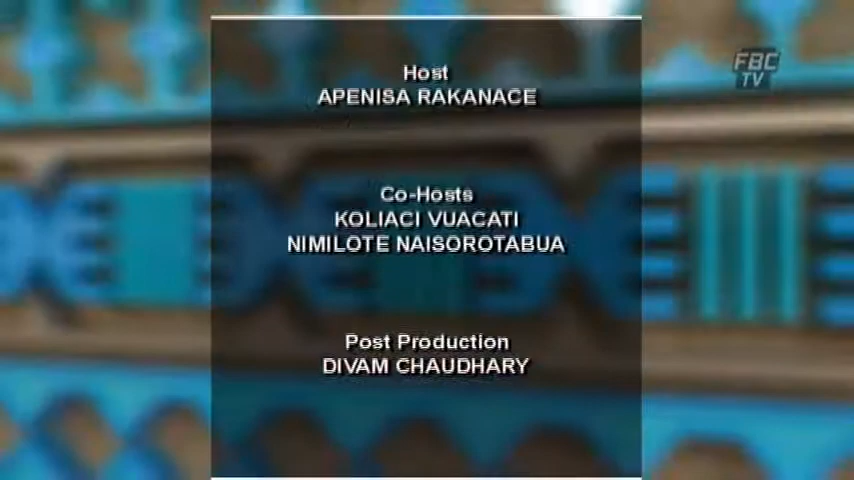 FBC
TV
Host
APENISA RAKANACE
Co-Hosts
KOLIACI VUACATI
NIMILOTE NAISOROTABUA
Post Production
DIVAM CHAUDHARY